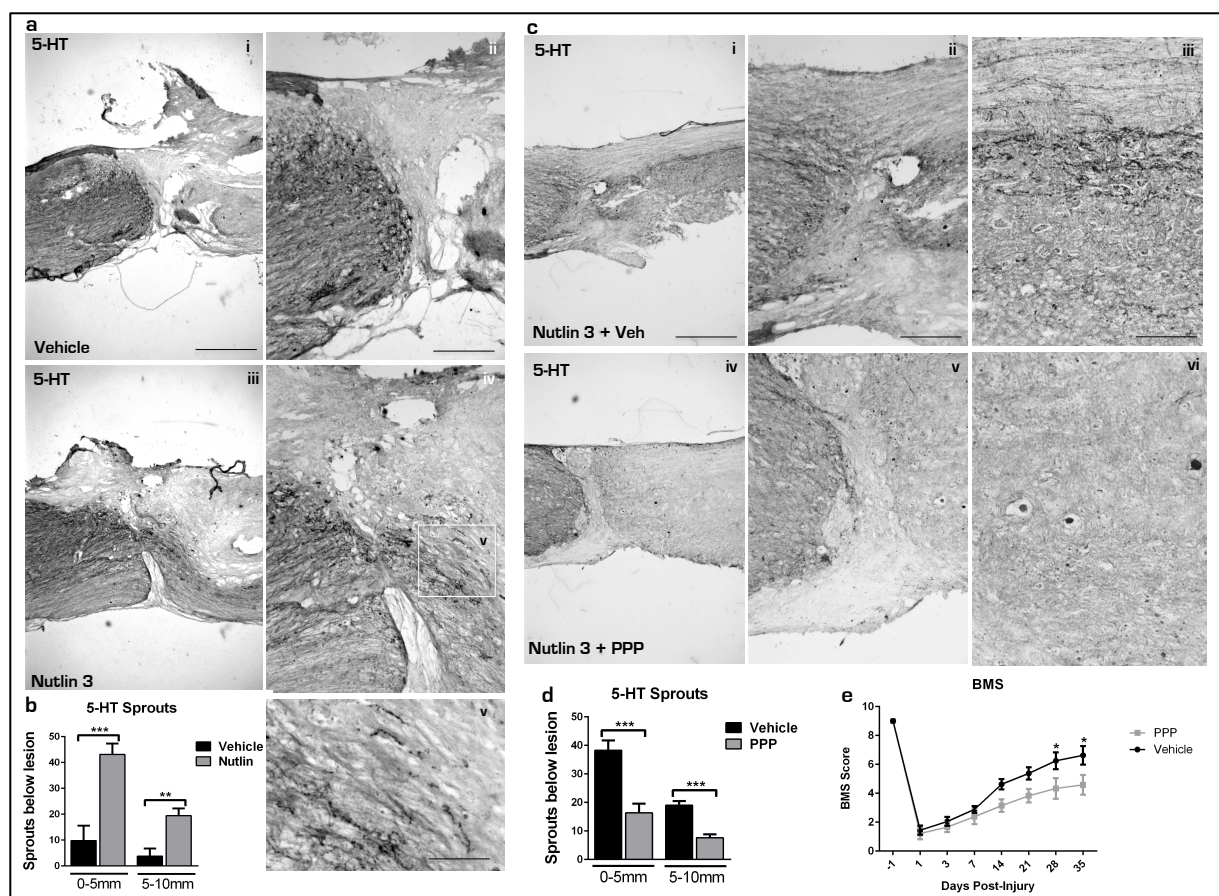 a
5-HT
i
ii
Vehicle
5-HT
iii
iv
v
Nutlin 3
v
b
5-HT Sprouts
Sprouts below lesion
50
40
30
20
10
0
***
**
Vehicle
Nutlin
0-5mm
5-10mm
c
5-HT
i
ii
iii
Nutlin 3 + Veh
5-HT
iv
v
vi
Nutlin 3 + PPP
d
5-HT Sprouts
Sprouts below lesion
50
40
30
20
10
0
***
***
Vehicle
PPP
0-5mm
5-10mm
e
BMS
BMS Score
10
8
6
4
2
0
* *
PPP
Vehicle
-1 1 3 7 14 21 28 35
Days Post-Injury